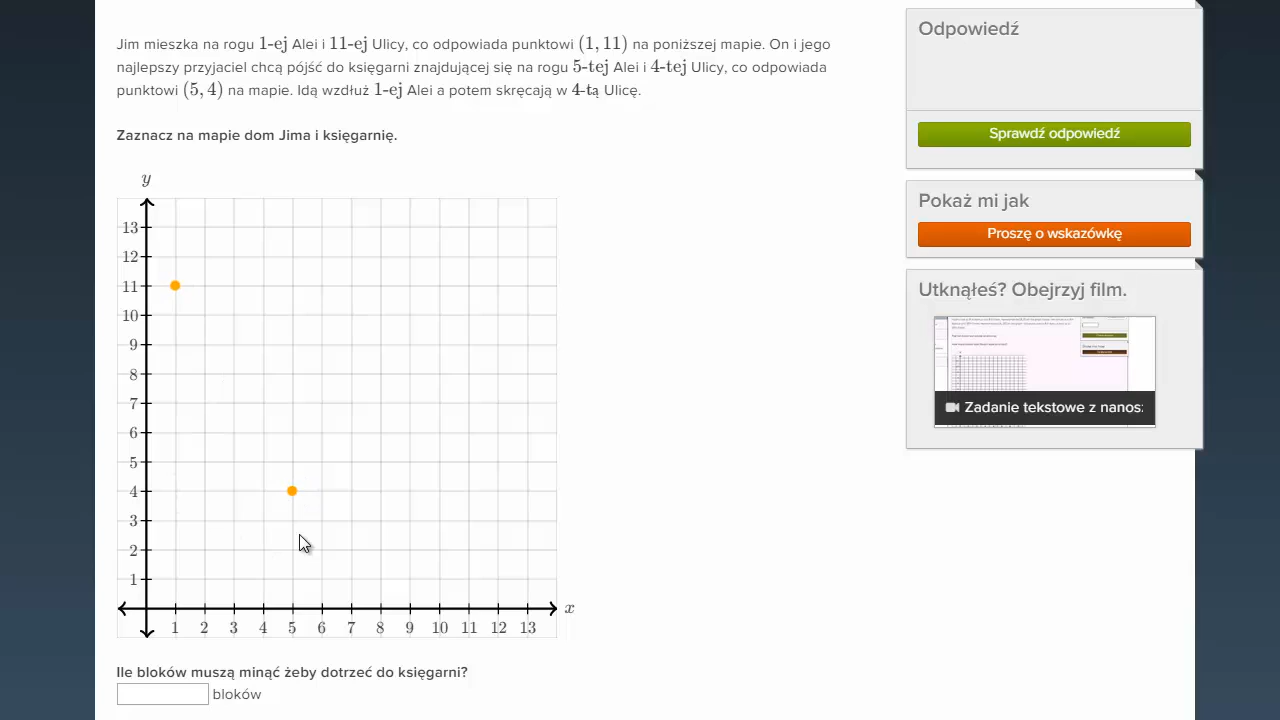 Jim mieszka na rogu 1-ej Alei i 11-ej Ulicy, co odpowiada punktowi (1, 11) na poniższej mapie. On i jego
najlepszy przyjaciel chcą pójść do księgarni znajdującej się na rogu 5-tej Alei i 4-tej Ulicy, co odpowiada
punktowi (5, 4) na mapie. Idą wzdłuż 1-ej Alei a potem skręcają w 4-tą Ulicę.
Zaznacz na mapie dom Jima i księgarnię.
y
13
12
11
10
9
8
7
6
5
4
3
2
1
x
1 2 3 4 5 6 7 8 9 10 11 12 13
Ile bloków muszą minąć żeby dotrzeć do księgarni?
bloków
Odpowiedź
Sprawdź odpowiedź
Pokaż mi jak
Proszę o wskazówkę
Utknąłeś? Obejrzyj film.
Zadanie tekstowe z nanos